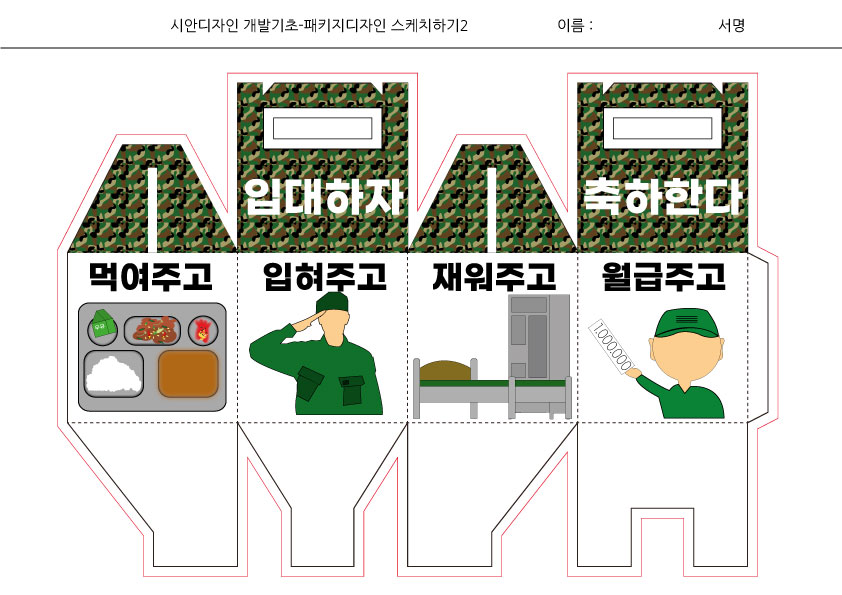 시안디자인 개발기초-패키지디자인 스케치하기2 이름 : 서명
입대하자 축하한다
먹여주고 입혀주고 재워주고 월급주고
우유
1,000,000